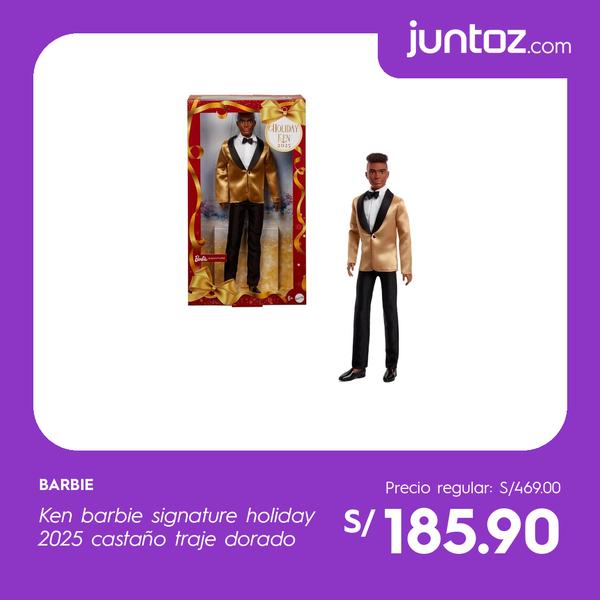 juntoz.com
HOLIDAY
KEN
2025
Barbie SIGNATURE
BARBIE
Ken barbie signature holiday
2025 castaño traje dorado
Precio regular: S/469.00
S/185.90